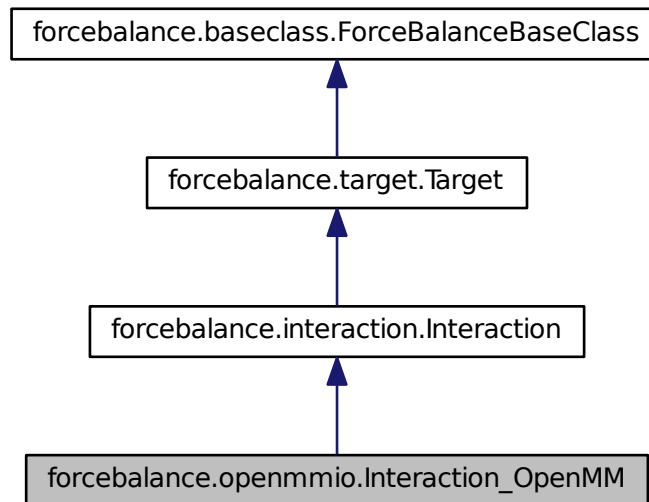 forcebalance.baseclass.ForceBalanceBaseClass
forcebalance.target.Target
forcebalance.interaction.Interaction
forcebalance.openmmio.Interaction_OpenMM